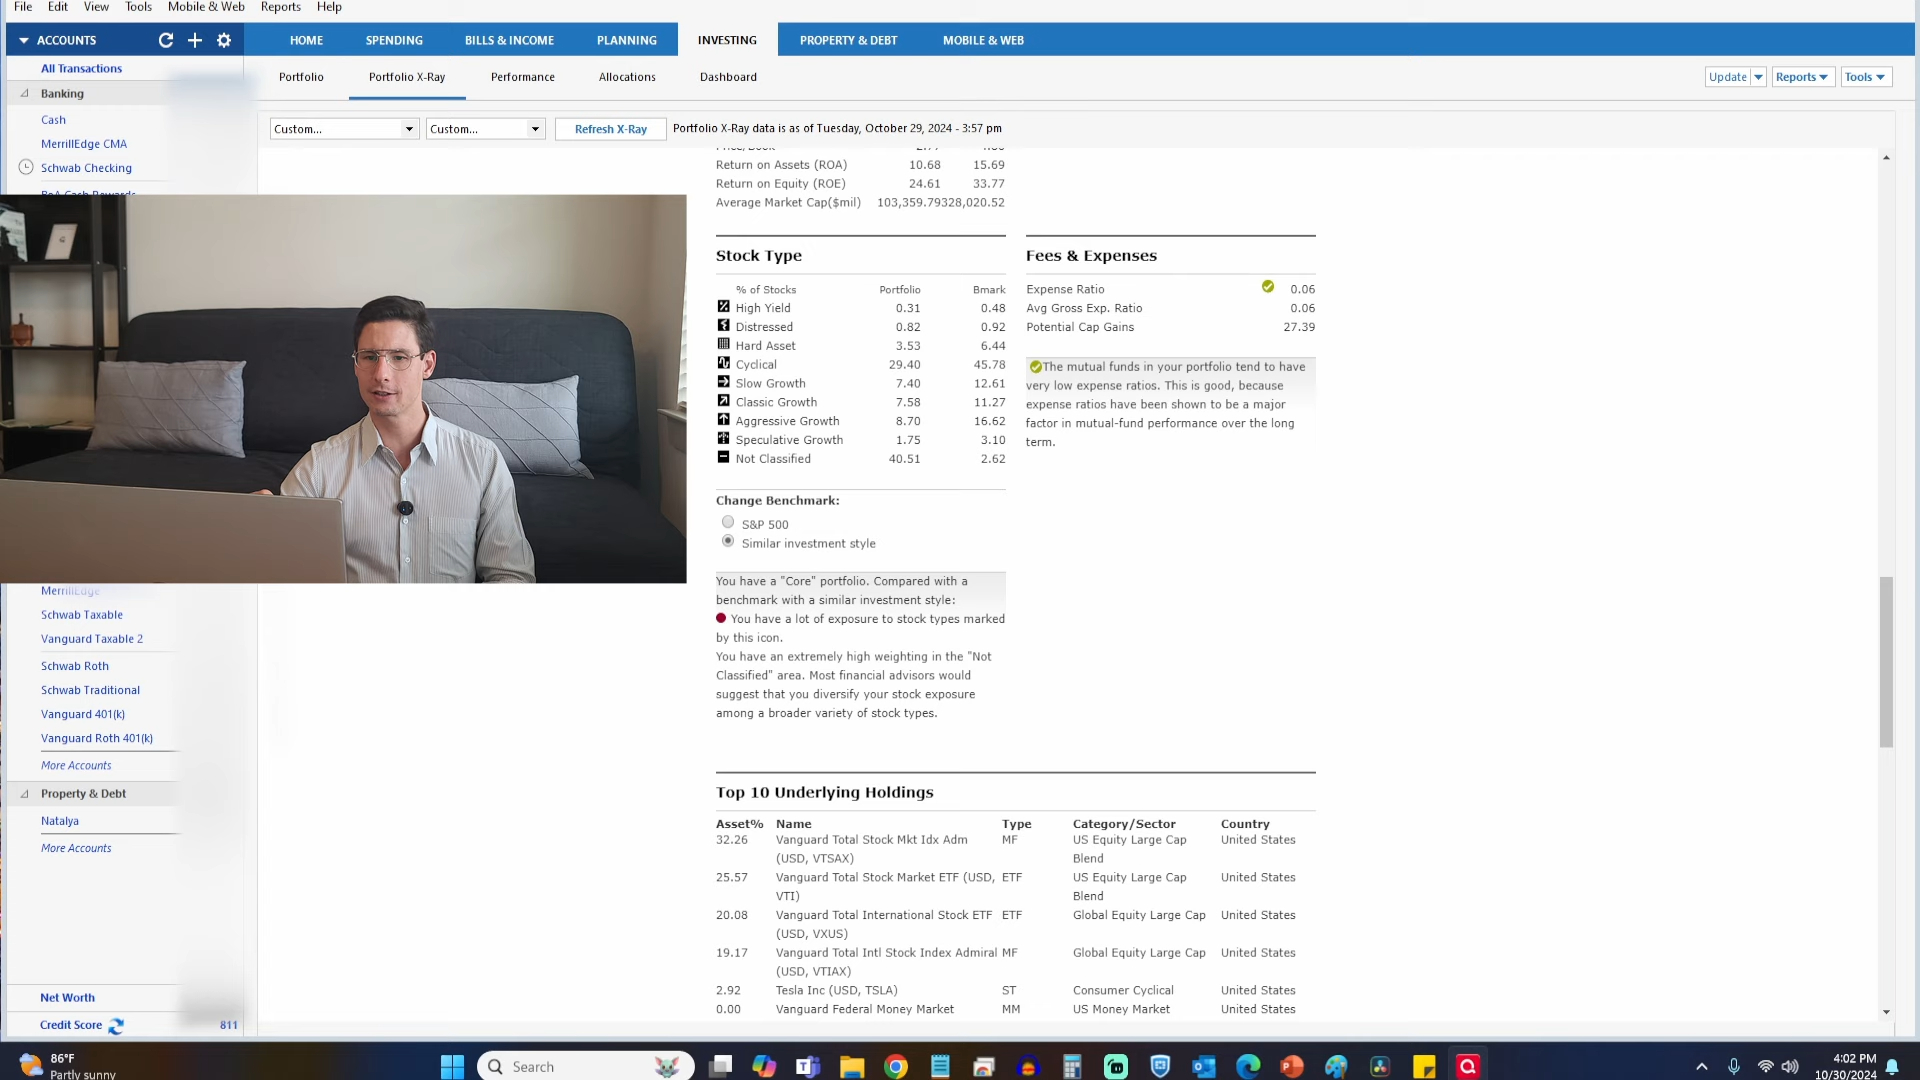 File Edit View Tools Mobile & Web Reports Help
ACCOUNTS
HOME SPENDING BILLS & INCOME PLANNING INVESTING PROPERTY & DEBT MOBILE & WEB
All Transactions
Banking
Cash
MerrillEdge CMA
Schwab Checking
BoA Cash Rewards
MerrillEdge
Schwab Taxable
Vanguard Taxable 2
Schwab Roth
Schwab Traditional
Vanguard 401(k)
Vanguard Roth 401(k)
More Accounts
Property & Debt
Natalya
More Accounts
Net Worth
Credit Score 811
Portfolio Portfolio X-Ray Performance Allocations Dashboard
Update Reports Tools
Custom... Custom... Refresh X-Ray Portfolio X-Ray data is as of Tuesday, October 29, 2024 - 3:57 pm
Return on Assets (ROA) 10.68 15.69
Return on Equity (ROE) 24.61 33.77
Average Market Cap($mil) 103,359.79328,020.52
Stock Type
% of Stocks Portfolio Bmark
High Yield 0.31 0.48
Distressed 0.82 0.92
Hard Asset 3.53 6.44
Cyclical 29.40 45.78
Slow Growth 7.40 12.61
Classic Growth 7.58 11.27
Aggressive Growth 8.70 16.62
Speculative Growth 1.75 3.10
Not Classified 40.51 2.62
Change Benchmark:
S&P 500
Similar investment style
You have a "Core" portfolio. Compared with a
benchmark with a similar investment style:
You have a lot of exposure to stock types marked
by this icon.
You have an extremely high weighting in the "Not
Classified" area. Most financial advisors would
suggest that you diversify your stock exposure
among a broader variety of stock types.
Fees & Expenses
Expense Ratio 0.06
Avg Gross Exp. Ratio 0.06
Potential Cap Gains 27.39
The mutual funds in your portfolio tend to have
very low expense ratios. This is good, because
expense ratios have been shown to be a major
factor in mutual-fund performance over the long
term.
Top 10 Underlying Holdings
Asset% Name Type Category/Sector Country
32.26 Vanguard Total Stock Mkt Idx Adm MF US Equity Large Cap United States
(USD, VTSAX) Blend
25.57 Vanguard Total Stock Market ETF (USD, ETF US Equity Large Cap United States
VTI) Blend
20.08 Vanguard Total International Stock ETF ETF Global Equity Large Cap United States
(USD, VXUS)
19.17 Vanguard Total Intl Stock Index Admiral MF Global Equity Large Cap United States
(USD, VTIAX)
2.92 Tesla Inc (USD, TSLA) ST Consumer Cyclical United States
0.00 Vanguard Federal Money Market MM US Money Market United States
86°F
Partly sunny
Search
4:02 PM
10/30/2024